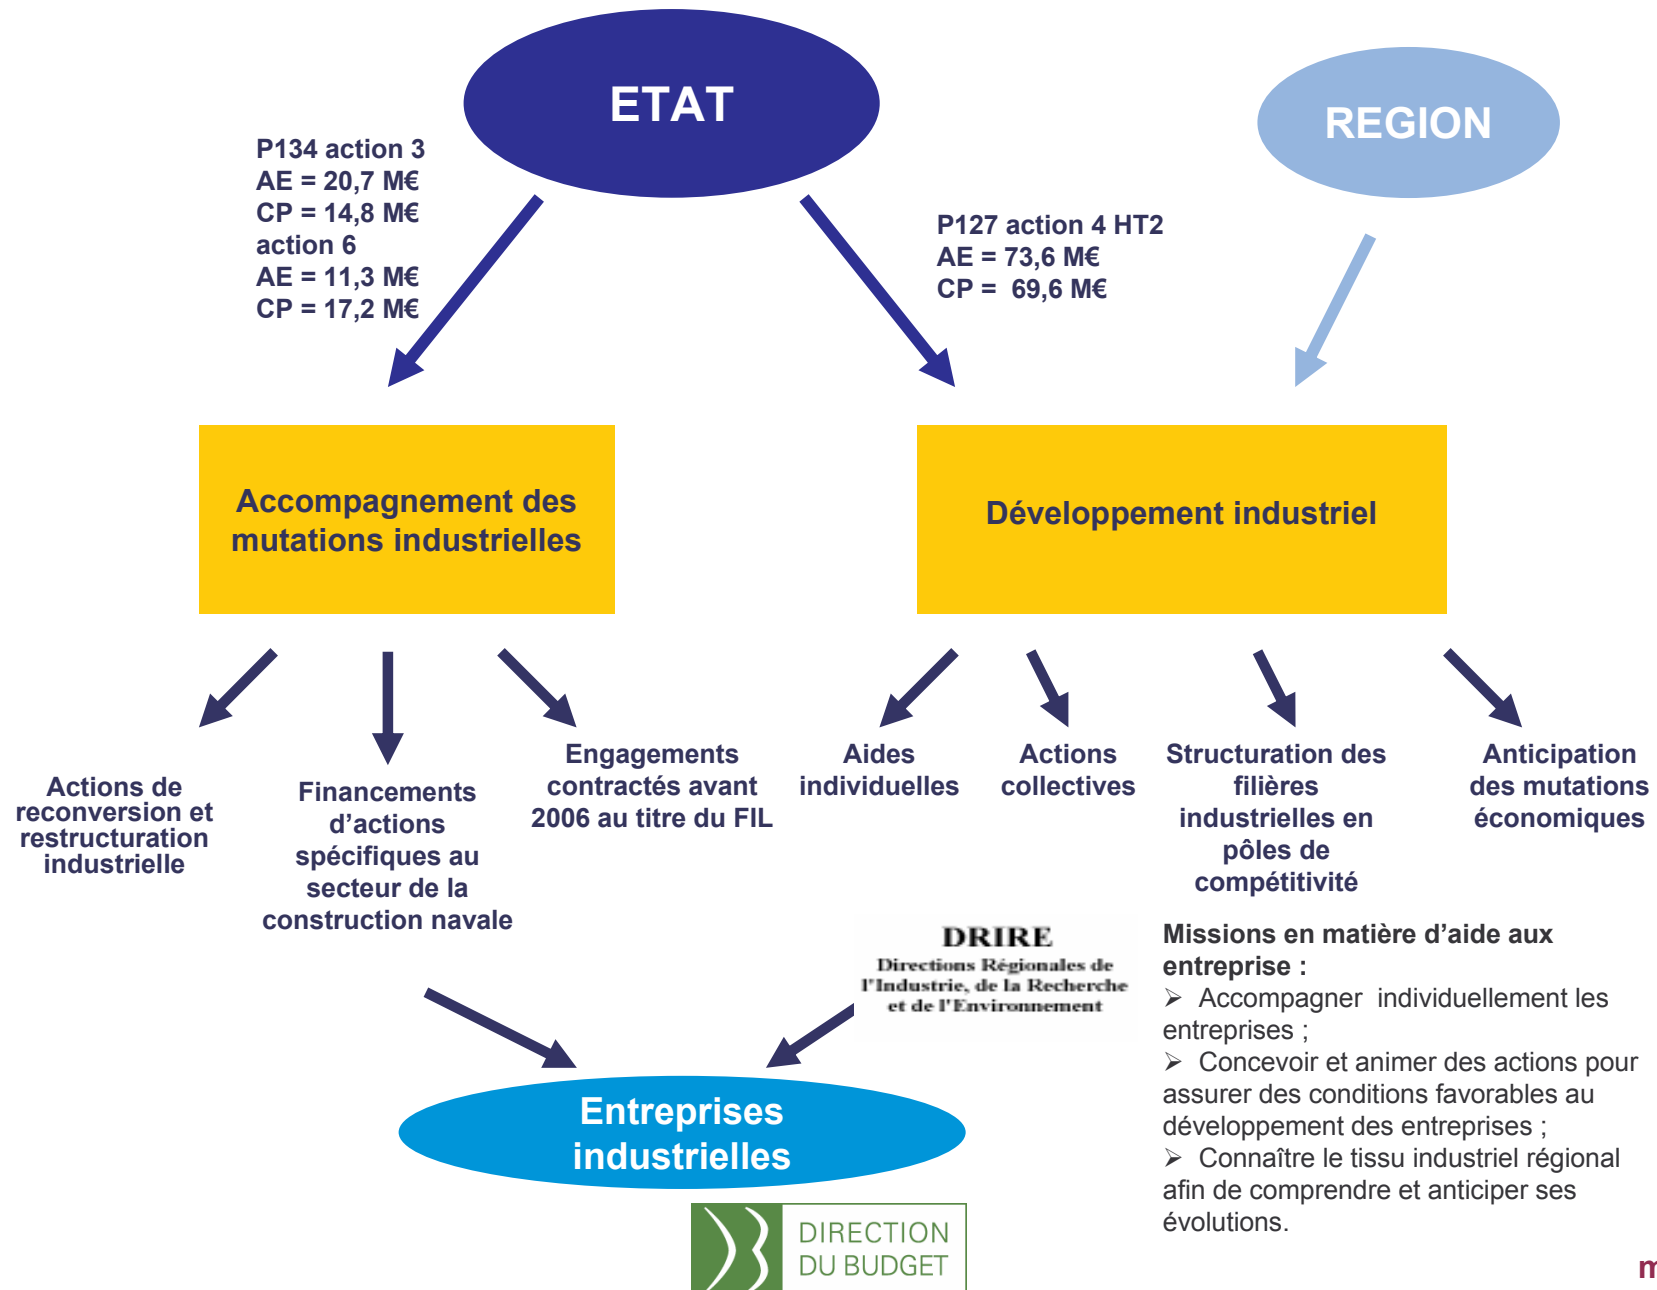 ETAT
REGION
P134 action 3
AE = 20,7 M€
CP = 14,8 M€
action 6
AE = 11,3 M€
CP = 17,2 M€
P127 action 4 HT2
AE = 73,6 M€
CP =  69,6 M€
Accompagnement des
mutations industrielles
Développement industriel
Actions de
reconversion et
restructuration
industrielle
Financements
d’actions
spécifiques au
secteur de la
construction navale
Engagements
contractés avant
2006 au titre du FIL
Aides
individuelles
Actions
collectives
Structuration des
filières
industrielles en
pôles de
compétitivité
Anticipation
des mutations
économiques
DRIRE
Directions Régionales de
l'Industrie, de la Recherche
et de l'Environnement
Missions en matière d’aide aux
entreprise :
➢ Accompagner  individuellement les
entreprises ;
➢ Concevoir et animer des actions pour
assurer des conditions favorables au
développement des entreprises ;
➢ Connaître le tissu industriel régional
afin de comprendre et anticiper ses
évolutions.
Entreprises
industrielles
DIRECTION
DU BUDGET